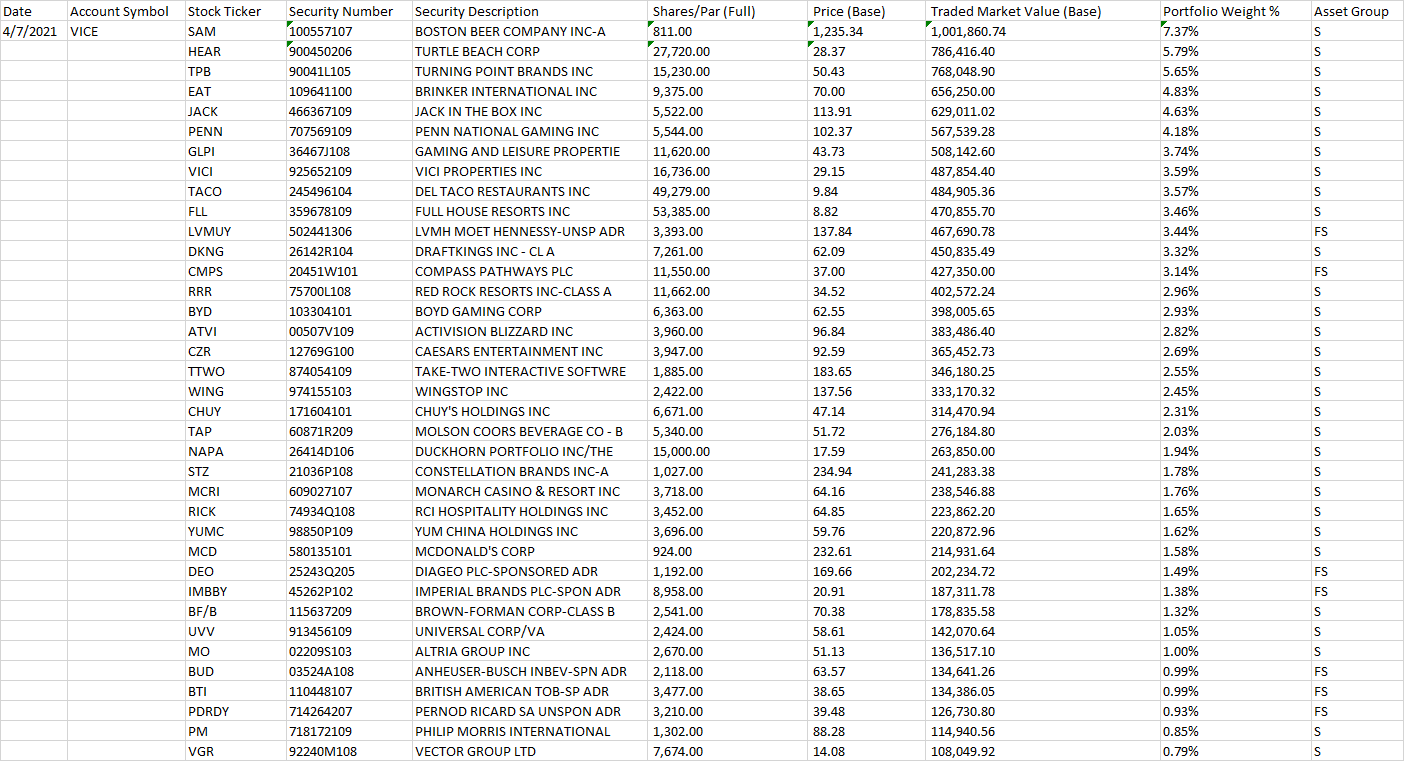 Date Account Symbol Stock Ticker Security Number Security Description Shares/Par (Full) Price (Base) Traded Market Value (Base) Portfolio Weight % Asset Group
4/7/2021 VICE SAM 100557107 BOSTON BEER COMPANY INC-A 811.00 1,235.34 1,001,860.74 7.37% S
HEAR 900450206 TURTLE BEACH CORP 27,720.00 28.37 786,416.40 5.79% S
TPB 90041L105 TURNING POINT BRANDS INC 15,230.00 50.43 768,048.90 5.65% S
EAT 109641100 BRINKER INTERNATIONAL INC 9,375.00 70.00 656,250.00 4.83% S
JACK 466367109 JACK IN THE BOX INC 5,522.00 113.91 629,011.02 4.63% S
PENN 707569109 PENN NATIONAL GAMING INC 5,544.00 102.37 567,539.28 4.18% S
GLPI 36467J108 GAMING AND LEISURE PROPERTIE 11,620.00 43.73 508,142.60 3.74% S
VICI 925652109 VICI PROPERTIES INC 16,736.00 29.15 487,854.40 3.59% S
TACO 245496104 DEL TACO RESTAURANTS INC 49,279.00 9.84 484,905.36 3.57% S
FLL 359678109 FULL HOUSE RESORTS INC 53,385.00 8.82 470,855.70 3.46% S
LVMUY 502441306 LVMH MOET HENNESSY-UNSP ADR 3,393.00 137.84 467,690.78 3.44% FS
DKNG 26142R104 DRAFTKINGS INC - CL A 7,261.00 62.09 450,835.49 3.32% S
CMPS 20451W101 COMPASS PATHWAYS PLC 11,550.00 37.00 427,350.00 3.14% FS
RRR 75700L108 RED ROCK RESORTS INC-CLASS A 11,662.00 34.52 402,572.24 2.96% S
BYD 103304101 BOYD GAMING CORP 6,363.00 62.55 398,005.65 2.93% S
ATVI 00507V109 ACTIVISION BLIZZARD INC 3,960.00 96.84 383,486.40 2.82% S
CZR 12769G100 CAESARS ENTERTAINMENT INC 3,947.00 92.59 365,452.73 2.69% S
TTWO 874054109 TAKE-TWO INTERACTIVE SOFTWRE 1,885.00 183.65 346,180.25 2.55% S
WING 974155103 WINGSTOP INC 2,422.00 137.56 333,170.32 2.45% S
CHUY 171604101 CHUY'S HOLDINGS INC 6,671.00 47.14 314,470.94 2.31% S
TAP 60871R209 MOLSON COORS BEVERAGE CO - B 5,340.00 51.72 276,184.80 2.03% S
NAPA 26414D106 DUCKHORN PORTFOLIO INC/THE 15,000.00 17.59 263,850.00 1.94% S
STZ 21036P108 CONSTELLATION BRANDS INC-A 1,027.00 234.94 241,283.38 1.78% S
MCRI 609027107 MONARCH CASINO & RESORT INC 3,718.00 64.16 238,546.88 1.76% S
RICK 74934Q108 RCI HOSPITALITY HOLDINGS INC 3,452.00 64.85 223,862.20 1.65% S
YUMC 98850P109 YUM CHINA HOLDINGS INC 3,696.00 59.76 220,872.96 1.62% S
MCD 580135101 MCDONALD'S CORP 924.00 232.61 214,931.64 1.58% S
DEO 25243Q205 DIAGEO PLC-SPONSORED ADR 1,192.00 169.66 202,234.72 1.49% FS
IMBBY 45262P102 IMPERIAL BRANDS PLC-SPON ADR 8,958.00 20.91 187,311.78 1.38% FS
BF/B 115637209 BROWN-FORMAN CORP-CLASS B 2,541.00 70.38 178,835.58 1.32% S
UVV 913456109 UNIVERSAL CORP/VA 2,424.00 58.61 142,070.64 1.05% S
MO 02209S103 ALTRIA GROUP INC 2,670.00 51.13 136,517.10 1.00% S
BUD 03524A108 ANHEUSER-BUSCH INBEV-SPN ADR 2,118.00 63.57 134,641.26 0.99% FS
BTI 110448107 BRITISH AMERICAN TOB-SP ADR 3,477.00 38.65 134,386.05 0.99% FS
PDRDY 714264207 PERNOD RICARD SA UNSPON ADR 3,210.00 39.48 126,730.80 0.93% FS
PM 718172109 PHILIP MORRIS INTERNATIONAL 1,302.00 88.28 114,940.56 0.85% S
VGR 92240M108 VECTOR GROUP LTD 7,674.00 14.08 108,049.92 0.79% S